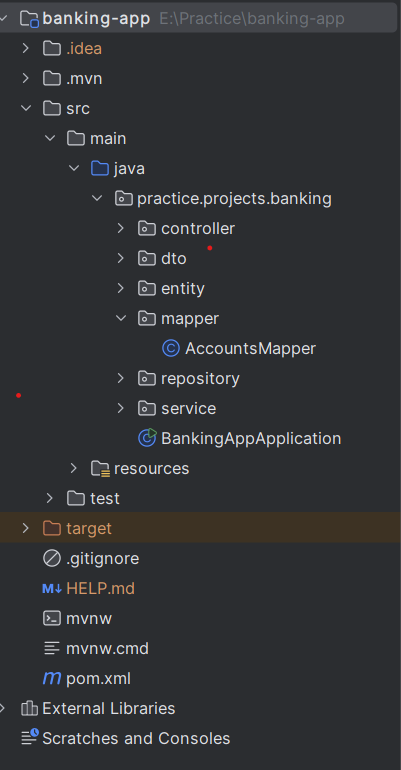 banking-app E:\Practice\banking-app
.idea
.mvn
src
main
java
practice.projects.banking
controller
dto
entity
mapper
C AccountsMapper
repository
service
BankingAppApplication
resources
test
target
.gitignore
M↓ HELP.md
mvnw
mvnw.cmd
m pom.xml
External Libraries
Scratches and Consoles